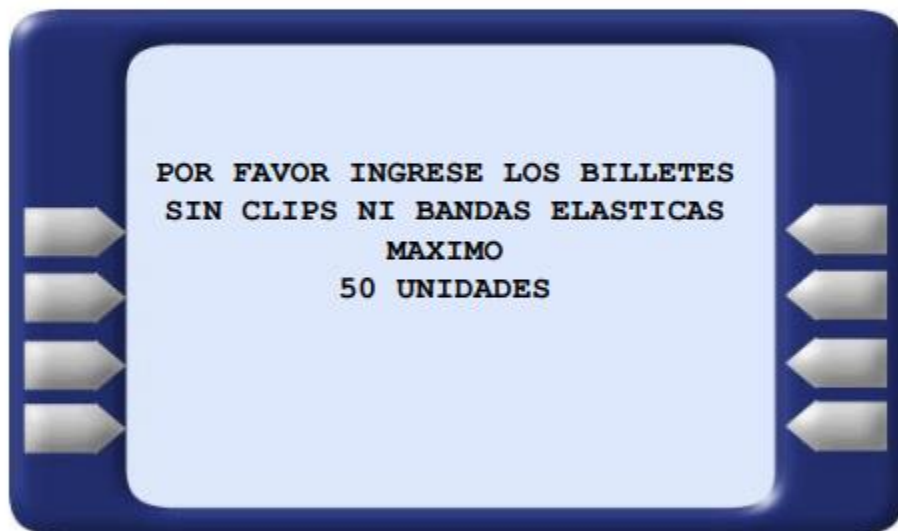 POR FAVOR INGRESE LOS BILLETES
SIN CLIPS NI BANDAS ELASTICAS
MAXIMO
50 UNIDADES